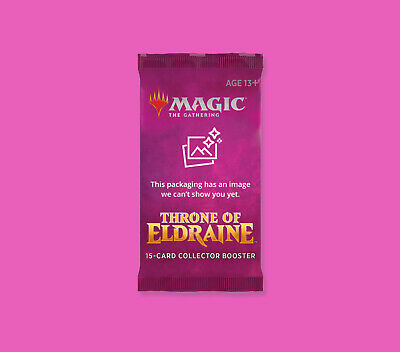 AGE 13+
MAGIC
THE GATHERING
This packaging has an image
we can't show you yet.
THRONE OF
ELDRAINE
15-CARD COLLECTOR BOOSTER